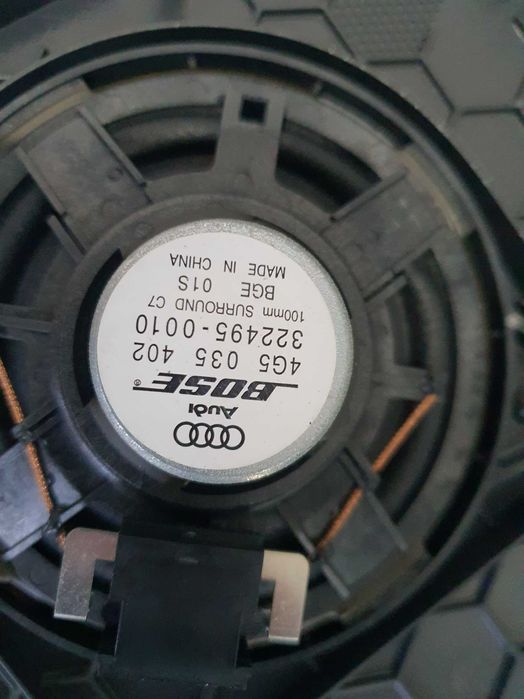 Audi
BOSE®
4G5 035 402
322495-0010
100mm SURROUND C7
BGE 01S
MADE IN CHINA